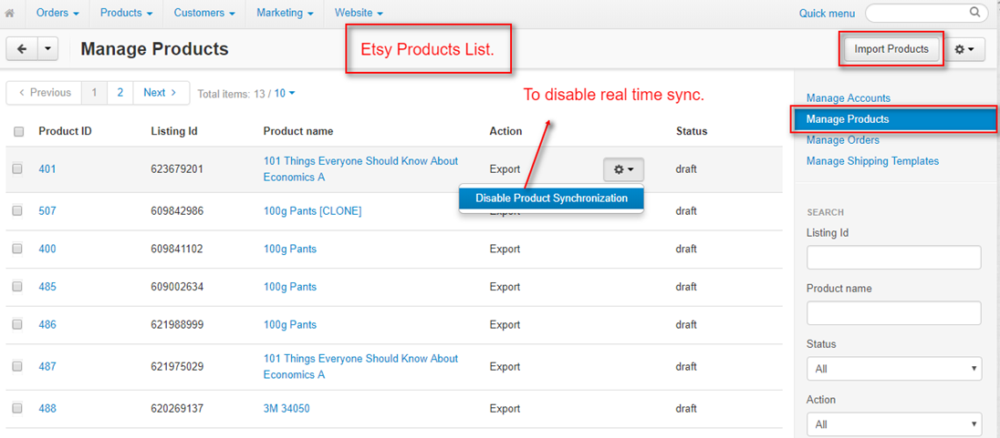 Orders Products Customers Marketing Website Quick menu
Manage Products Etsy Products List. Import Products
Previous 1 2 Next Total items: 13 / 10
To disable real time sync.
Manage Accounts
Manage Products
Manage Orders
Manage Shipping Templates
Product ID Listing Id Product name Action Status
401 623679201 101 Things Everyone Should Know About Economics A Export draft
Disable Product Synchronization
507 609842986 100g Pants [CLONE] Export draft
400 609841102 100g Pants Export draft
485 609002634 100g Pants Export draft
486 621988999 100g Pants Export draft
487 621975029 101 Things Everyone Should Know About Economics A Export draft
488 620269137 3M 34050 Export draft
SEARCH
Listing Id
Product name
Status
All
Action
All